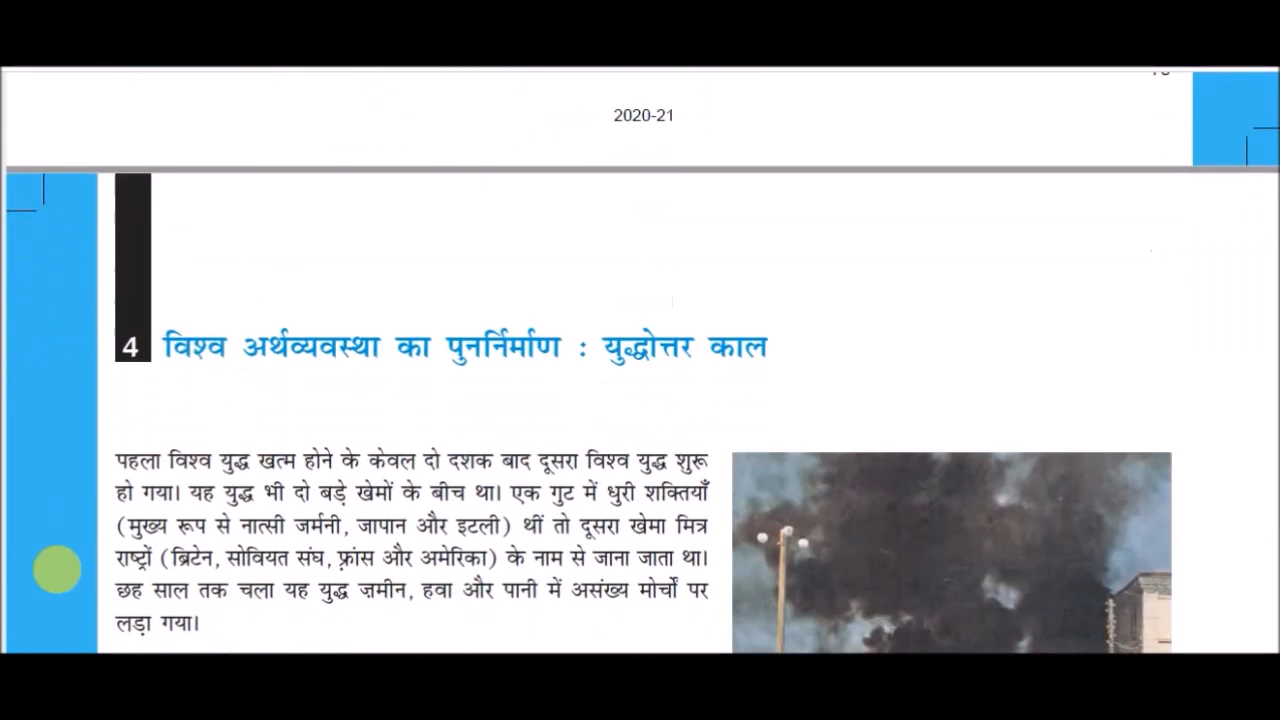 2020-21
4 विश्व अर्थव्यवस्था का पुनर्निर्माण : युद्धोत्तर काल
पहला विश्व युद्ध खत्म होने के केवल दो दशक बाद दूसरा विश्व युद्ध शुरू
हो गया। यह युद्ध भी दो बड़े खेमों के बीच था। एक गुट में धुरी शक्तियाँ
(मुख्य रूप से नात्सी जर्मनी, जापान और इटली) थीं तो दूसरा खेमा मित्र
राष्ट्रों (ब्रिटेन, सोवियत संघ, फ़्रांस और अमेरिका) के नाम से जाना जाता था।
छह साल तक चला यह युद्ध ज़मीन, हवा और पानी में असंख्य मोर्चों पर
लड़ा गया।